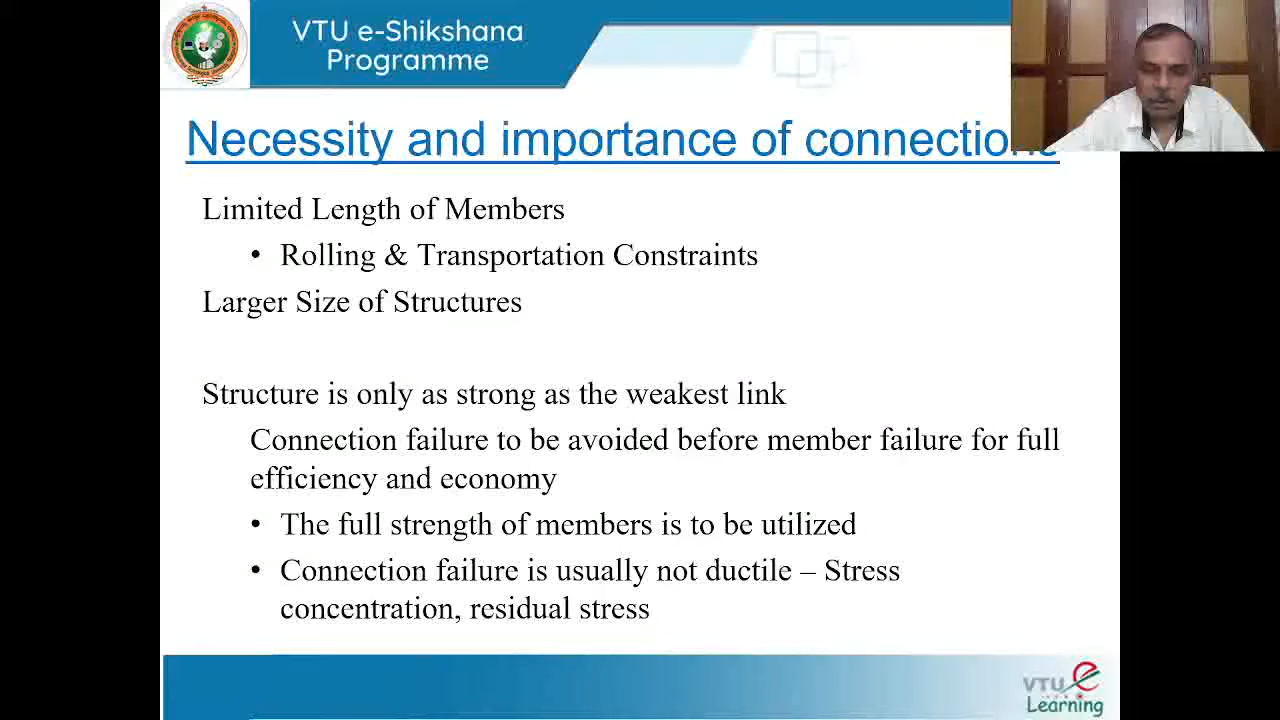 VTU e-Shikshana
Programme
Necessity and importance of connections
Limited Length of Members
• Rolling & Transportation Constraints
Larger Size of Structures
Structure is only as strong as the weakest link
Connection failure to be avoided before member failure for full
efficiency and economy
• The full strength of members is to be utilized
• Connection failure is usually not ductile – Stress
concentration, residual stress
VTU e
Learning